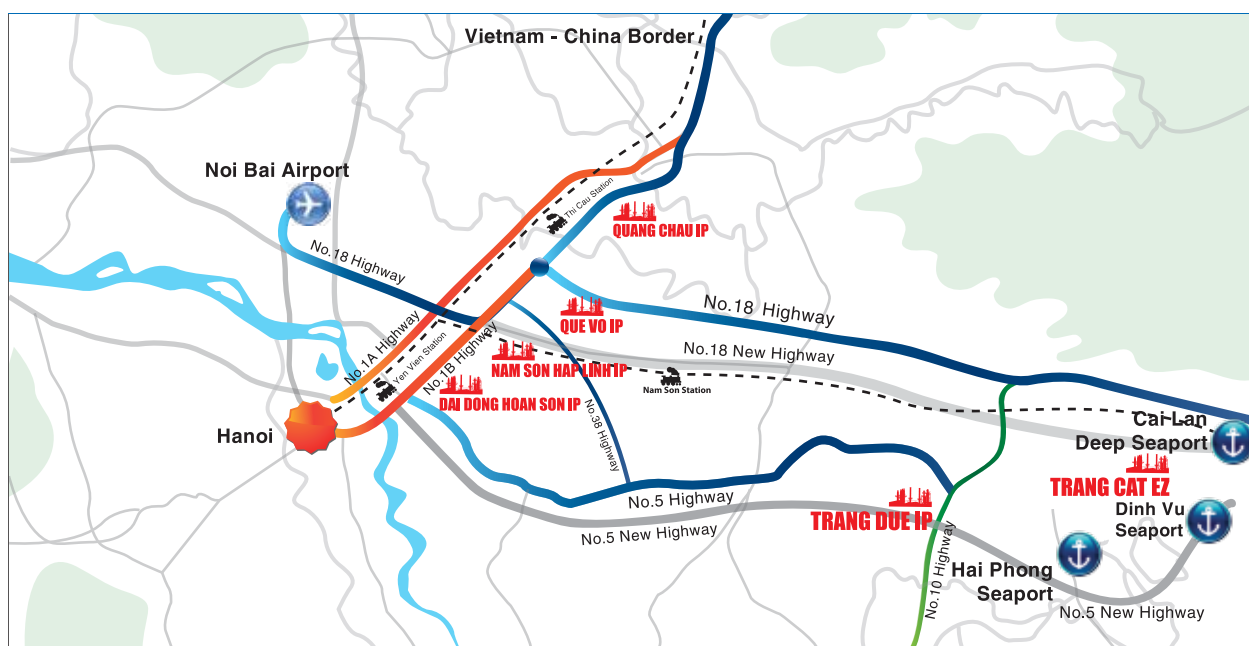 Vietnam - China Border
Noi Bai Airport
Thi Cau Station
QUANG CHAU IP
No.18 Highway
No.18 Highway
QUE VO IP
No.1A Highway
Yen Vien Station
No.1B Highway
No.18 New Highway
NAM SON HAP LINH IP
Nam Son Station
DAI DONG HOAN SON IP
No.38 Highway
Hanoi
Cai Lan
Deep Seaport
TRANG CAT EZ
No.5 Highway
No.5 New Highway
TRANG DUE IP
Dinh Vu
Seaport
No.10 Highway
Hai Phong
Seaport
No.5 New Highway